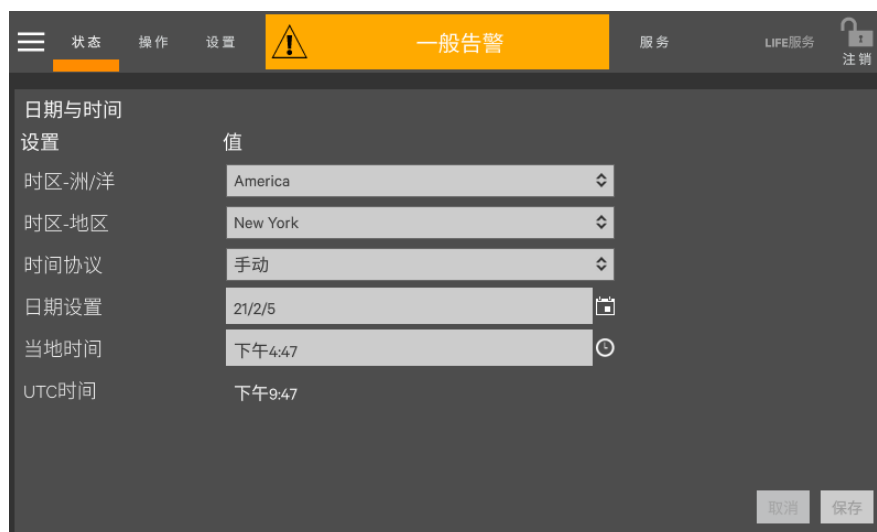 状态 操作 设置 一般告警 服务 LIFE服务 注销
日期与时间
设置 值
时区-洲/洋 America
时区-地区 New York
时间协议 手动
日期设置 21/2/5
当地时间 下午4:47
UTC时间 下午9:47
取消 保存